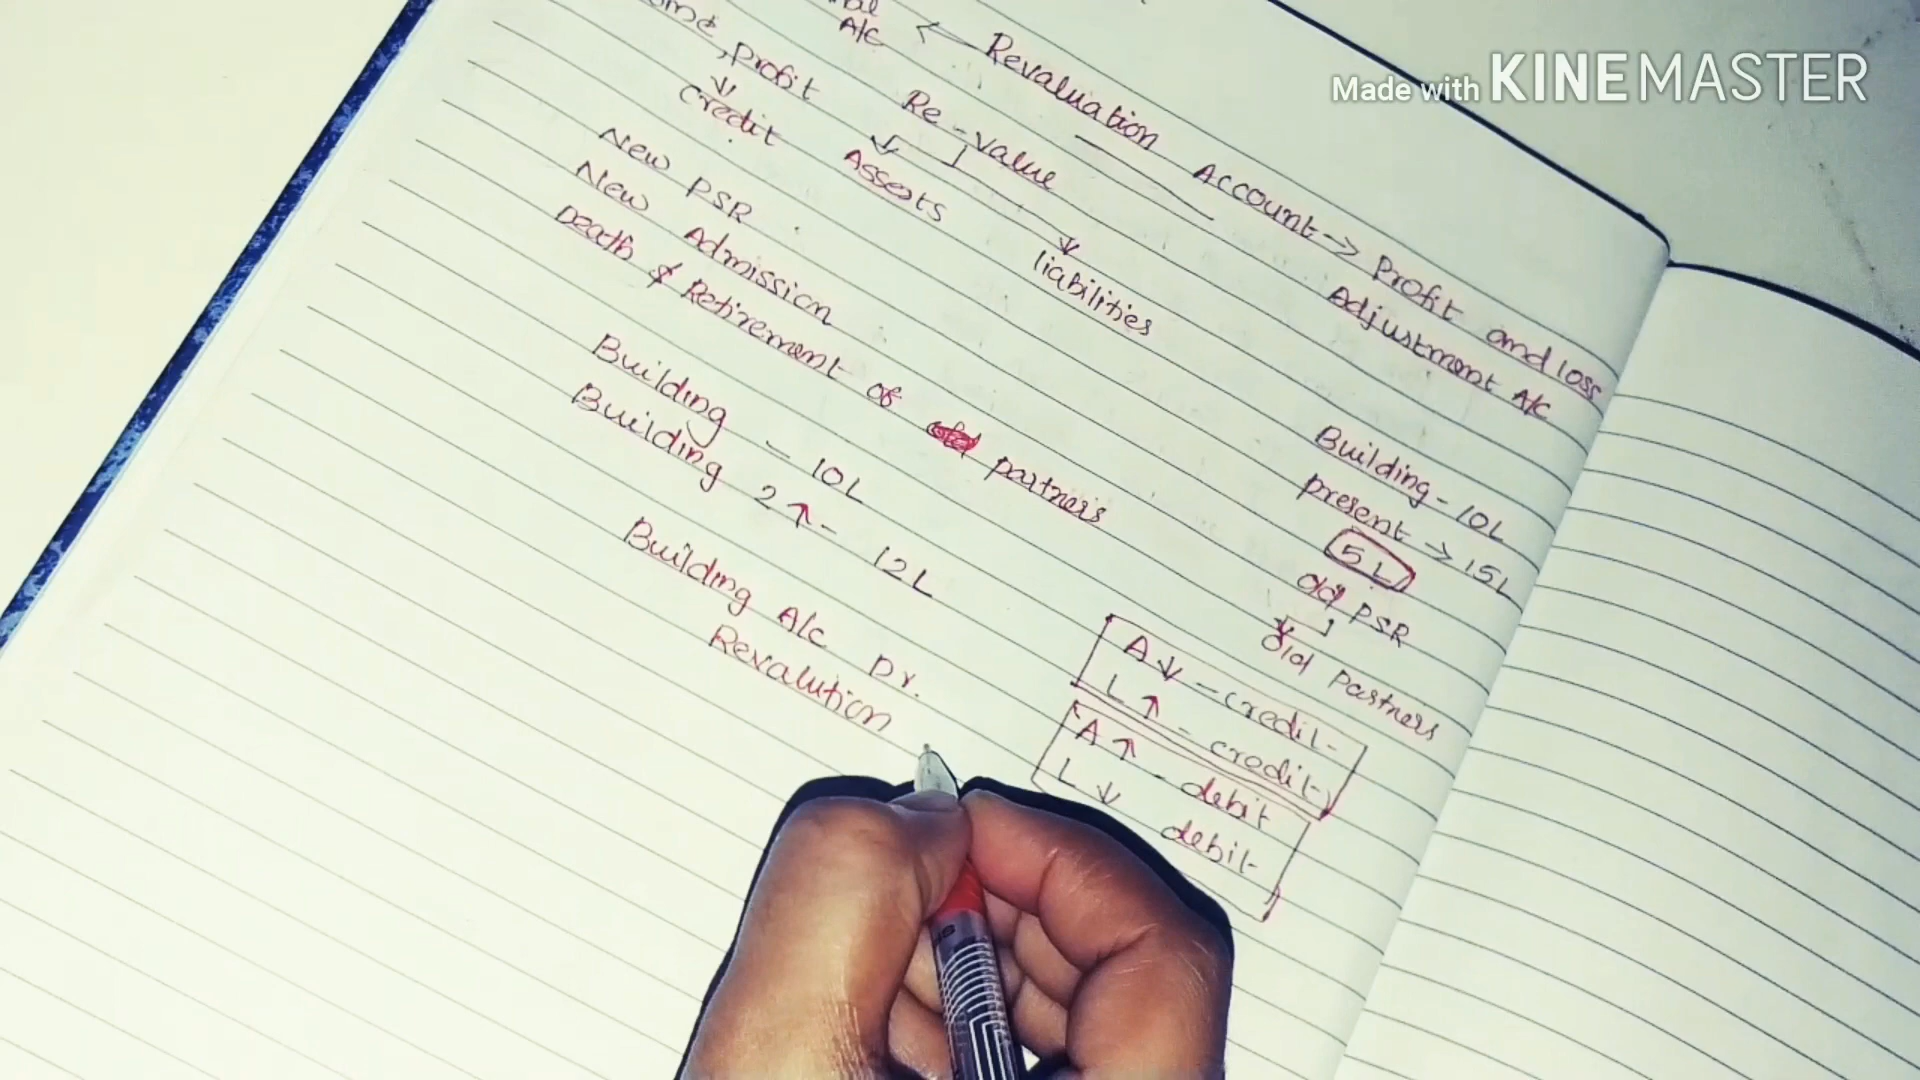 A/c ← Revaluation Account → Profit and loss
Adjustment A/c
, Profit
credit
Re-value
Assets
liabilities
New PSR
New Admission
Death & Retirement of partners
Building - 10L
Building 2↑ - 12L
Building A/c Dr.
Revalution
Building - 10L
present → 15L
5L
old PSR
old partners
A↓ - credit
L↑ - credit
A↑ - debit
L↓ debit
Made with KINEMASTER